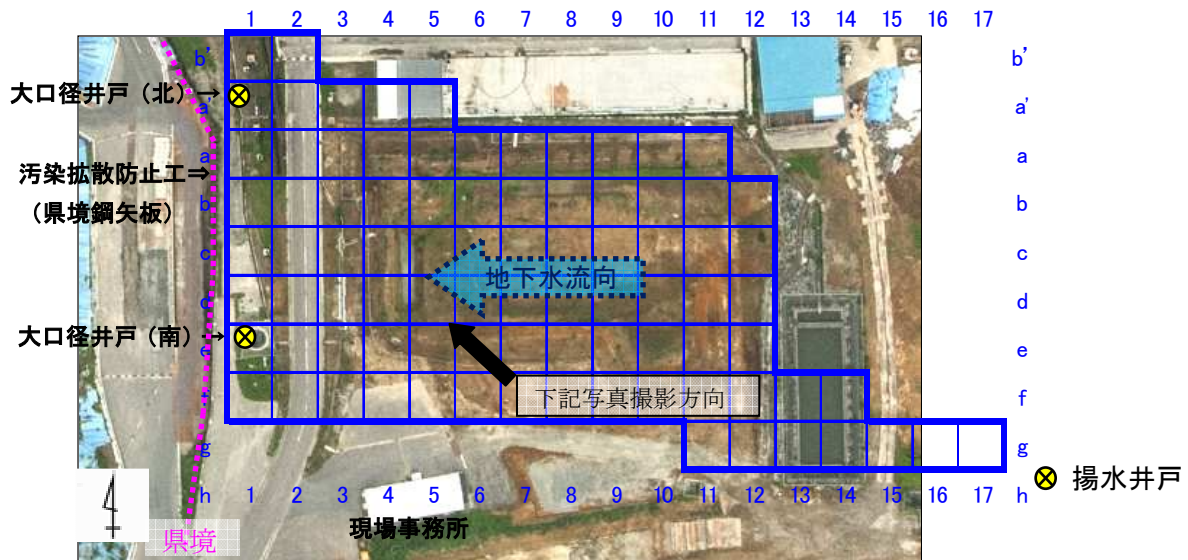 1 2 3 4 5 6 7 8 9 10 11 12 13 14 15 16 17
b' b'
大口径井戸（北）→
a' a'
a a
汚染拡散防止工⇒
（県境鋼矢板）
b b
c c
地下水流向
d d
大口径井戸（南）→
e e
下記写真撮影方向
f f
g g
揚水井戸
h 1 2 3 4 5 6 7 8 9 10 11 12 13 14 15 16 17 h
県境
現場事務所